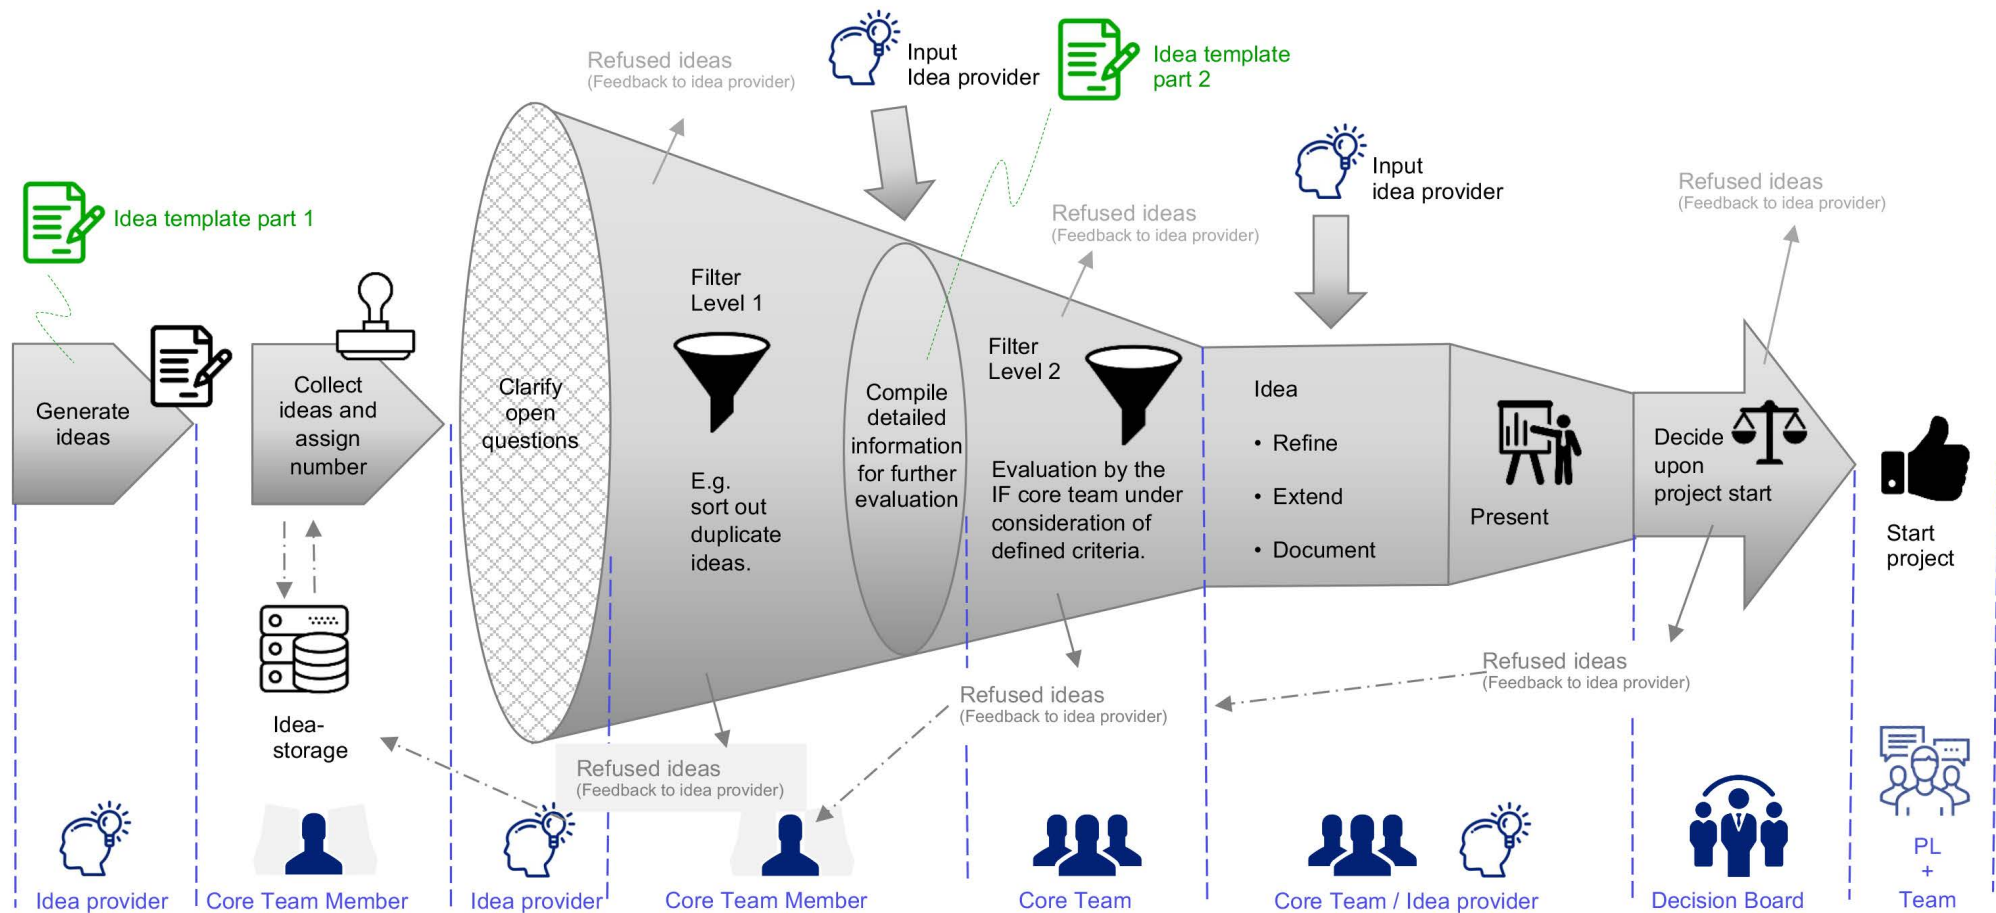 Refused ideas
(Feedback to idea provider)
Input
Idea provider
Idea template
part 2
Input
idea provider
Refused ideas
(Feedback to idea provider)
Idea template part 1
Refused ideas
(Feedback to idea provider)
Generate
ideas
Collect
ideas and
assign
number
Idea-
storage
Clarify
open
questions
Filter
Level 1
E.g.
sort out
duplicate
ideas.
Compile
detailed
information
for further
evaluation
Filter
Level 2
Evaluation by the
IF core team under
consideration of
defined criteria.
Idea
• Refine
• Extend
• Document
Present
Decide
upon
project start
Start
project
Refused ideas
(Feedback to idea provider)
Refused ideas
(Feedback to idea provider)
Refused ideas
(Feedback to idea provider)
Idea provider
Core Team Member
Idea provider
Core Team Member
Core Team
Core Team / Idea provider
Decision Board
PL
+
Team